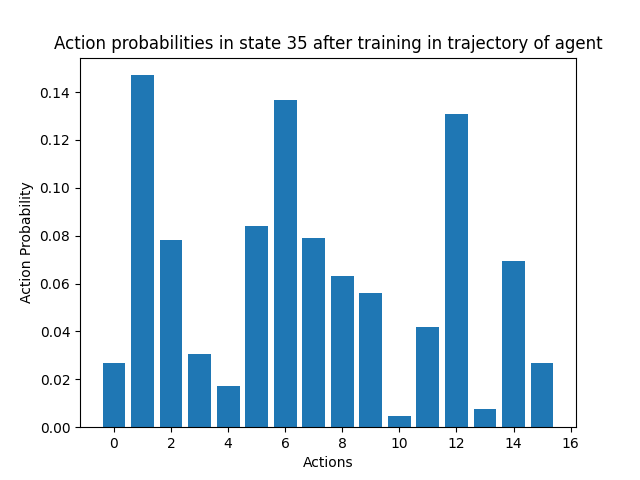 Action probabilities in state 35 after training in trajectory of agent
0.14
0.12
0.10
0.08
0.06
0.04
0.02
0.00
Action Probability
0 2 4 6 8 10 12 14 16
Actions